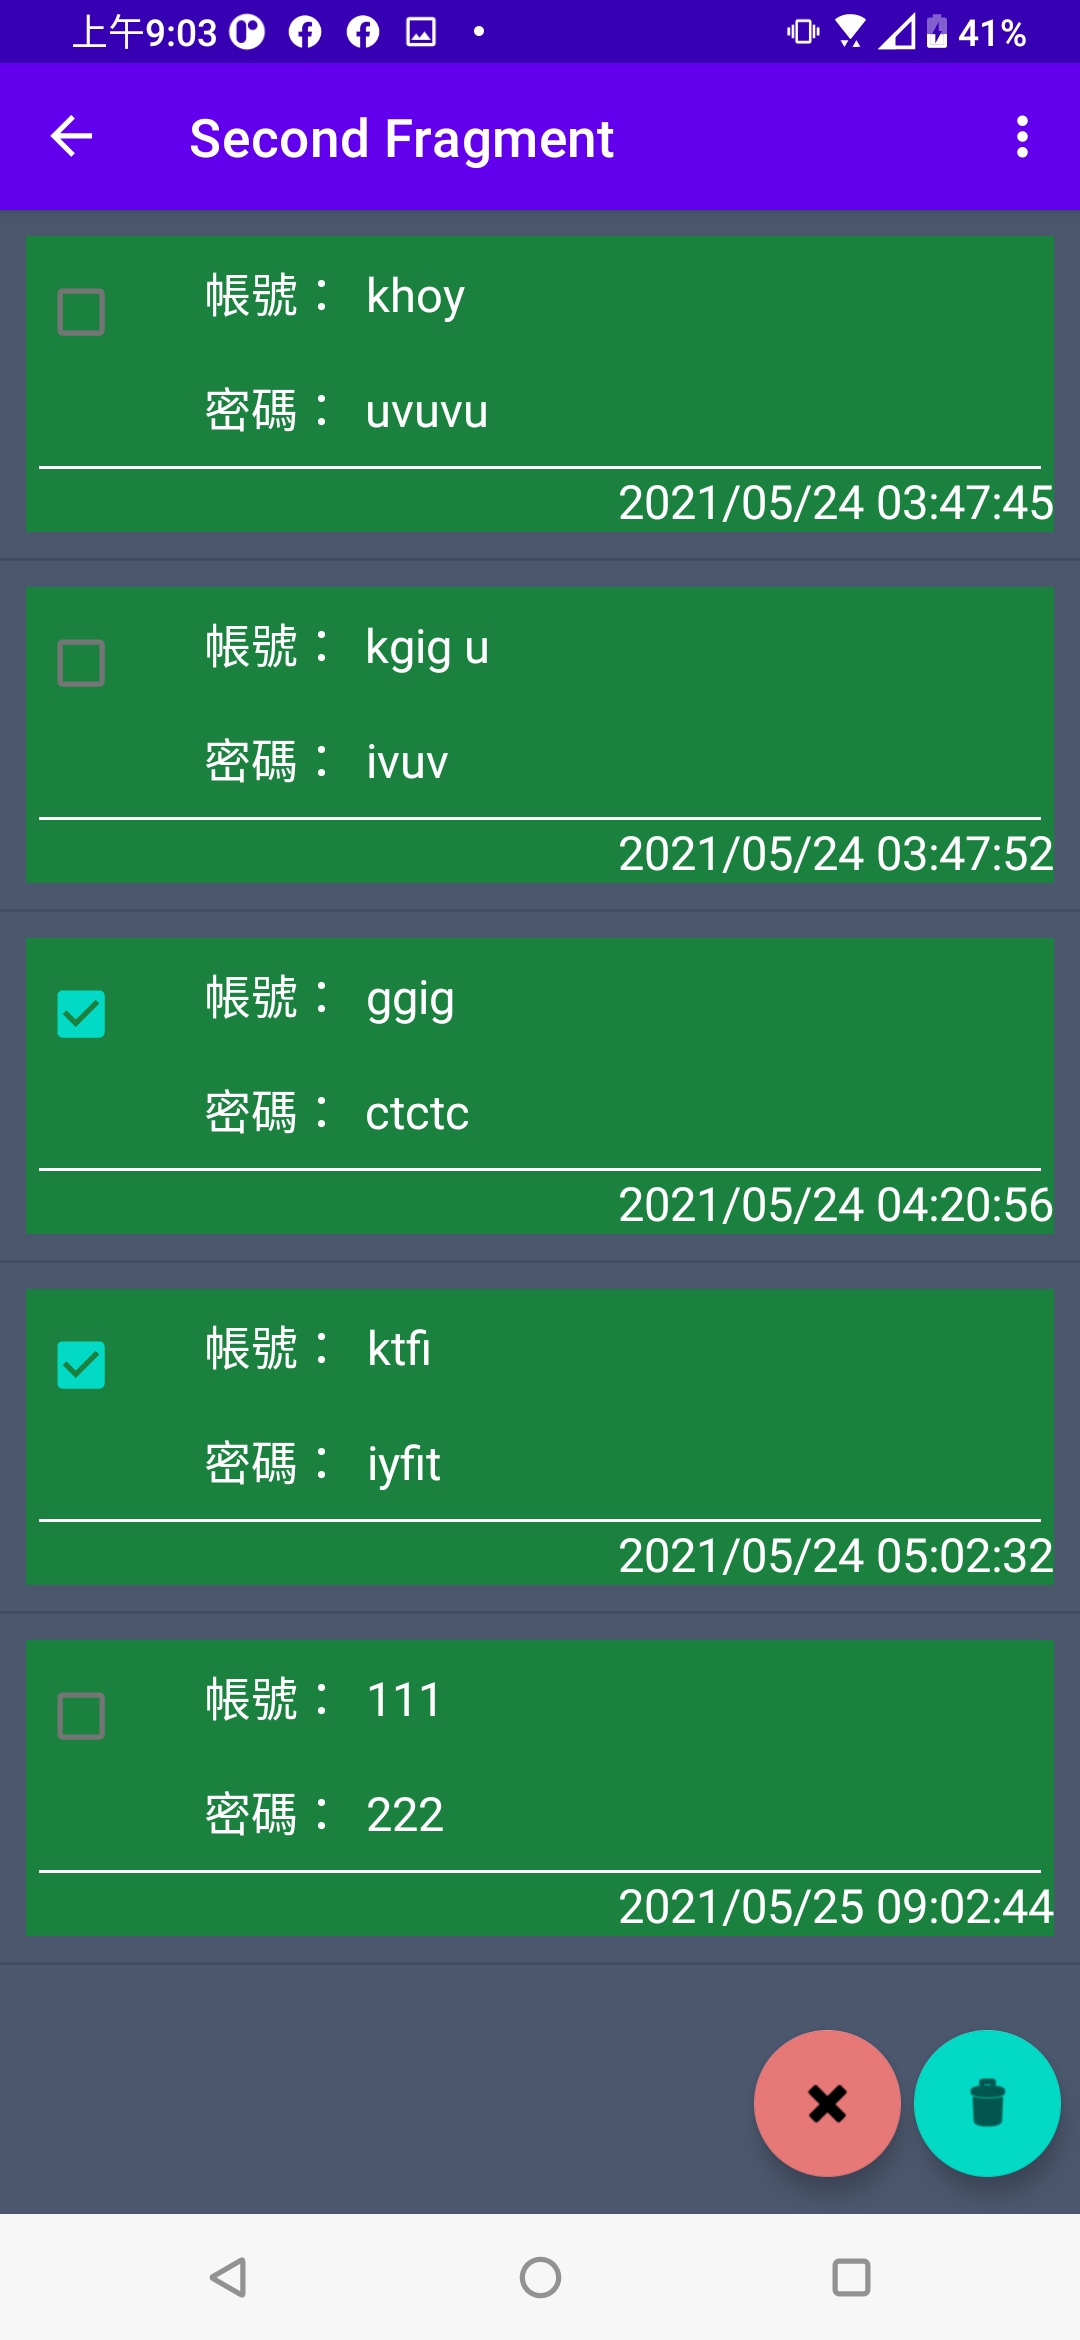 上午9:03 41%
Second Fragment
帳號： khoy
密碼： uvuvu
2021/05/24 03:47:45
帳號： kgig u
密碼： ivuv
2021/05/24 03:47:52
帳號： ggig
密碼： ctctc
2021/05/24 04:20:56
帳號： ktfi
密碼： iyfit
2021/05/24 05:02:32
帳號： 111
密碼： 222
2021/05/25 09:02:44